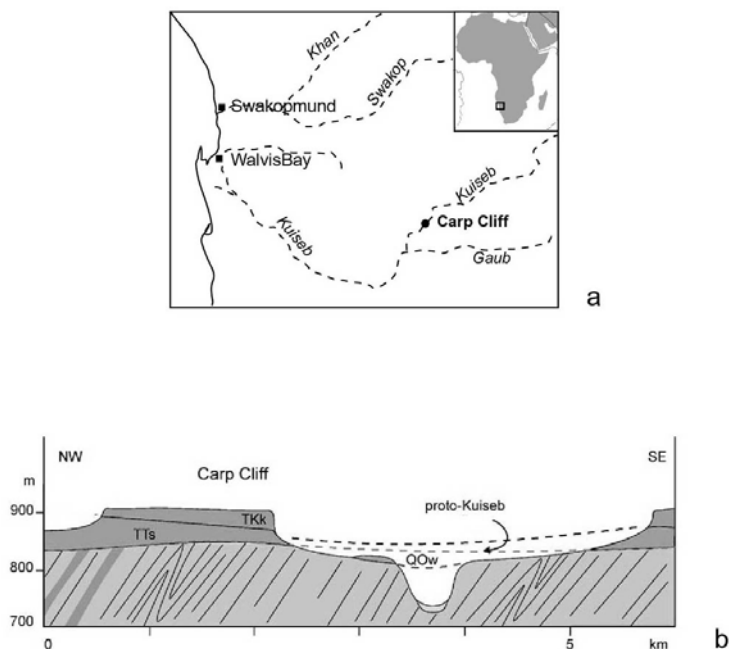 Khan
Swakop
Swakopmund
WalvisBay
Kuiseb
Carp Cliff
Kuiseb
Gaub
a
NW
SE
m
Carp Cliff
proto-Kuiseb
900
TKk
TTs
QOw
800
700
0
5
km
b